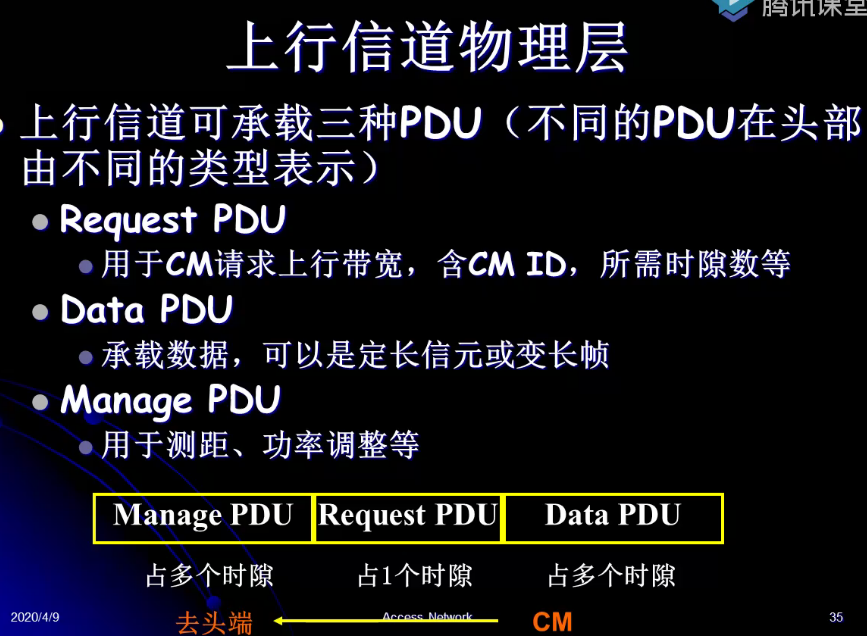 腾讯课堂
上行信道物理层
上行信道可承载三种PDU（不同的PDU在头部
由不同的类型表示）
Request PDU
用于CM请求上行带宽，含CM ID，所需时隙数等
Data PDU
承载数据，可以是定长信元或变长帧
Manage PDU
用于测距、功率调整等
Manage PDU Request PDU Data PDU
占多个时隙 占1个时隙 占多个时隙
2020/4/9 去头端 Access Network CM 35